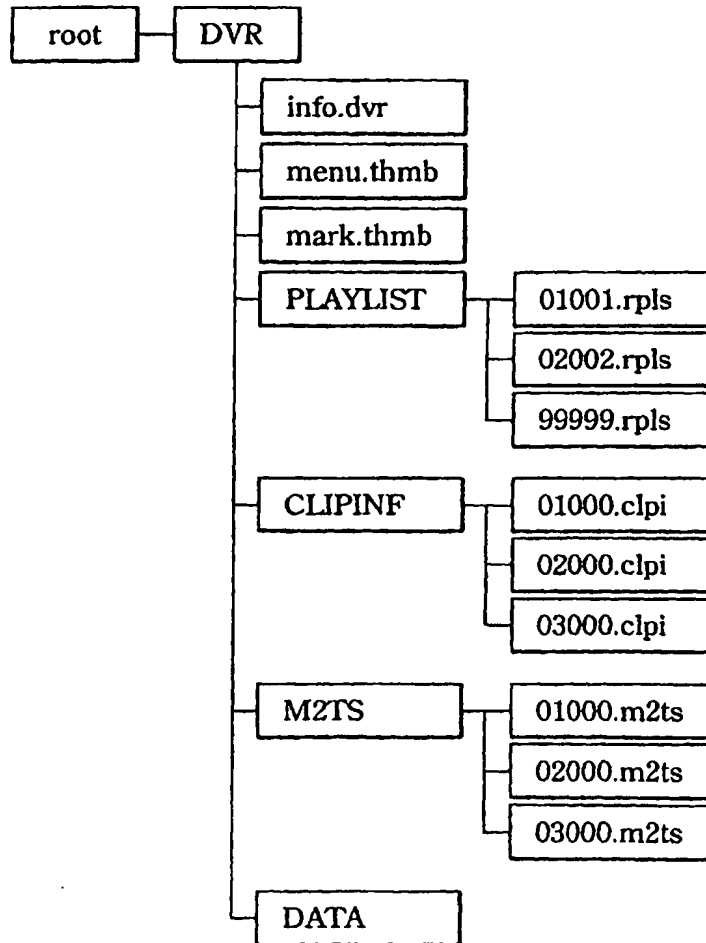 root DVR
info.dvr
menu.thmb
mark.thmb
PLAYLIST 01001.rpls
02002.rpls
99999.rpls
CLIPINF 01000.clpi
02000.clpi
03000.clpi
M2TS 01000.m2ts
02000.m2ts
03000.m2ts
DATA